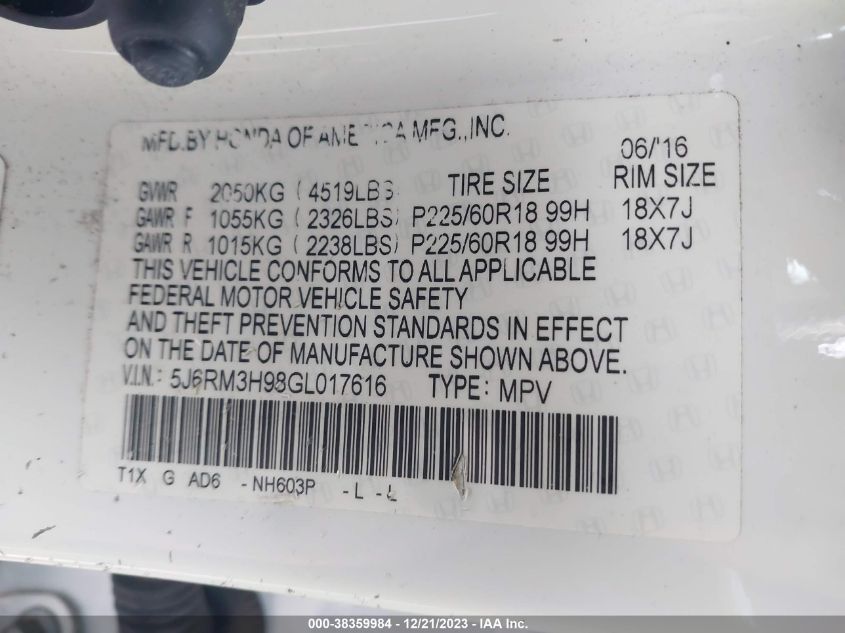 MFD. BY HONDA OF AMERICA MFG., INC.
06/'16
GVWR 2050KG (4519LBS TIRE SIZE RIM SIZE
GAWR F 1055KG (2326LBS) P225/60R18 99H 18X7J
GAWR R 1015KG (2238LBS) P225/60R18 99H 18X7J
THIS VEHICLE CONFORMS TO ALL APPLICABLE
FEDERAL MOTOR VEHICLE SAFETY
AND THEFT PREVENTION STANDARDS IN EFFECT
ON THE DATE OF MANUFACTURE SHOWN ABOVE.
V.I.N.: 5J6RM3H98GL017616 TYPE: MPV
T1X G AD6 -NH603P -L -L
000-38359984 - 12/21/2023 - IAA Inc.